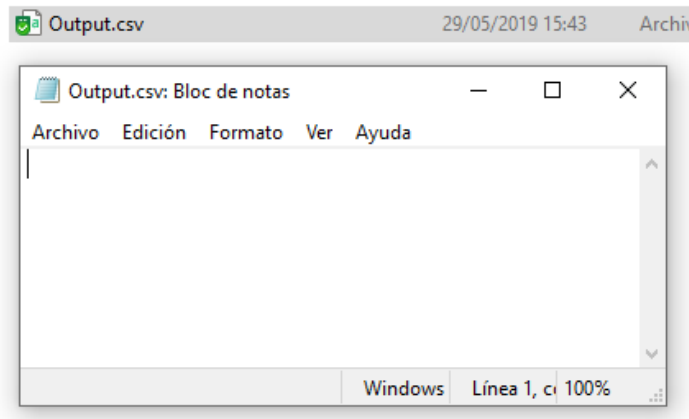 Output.csv 29/05/2019 15:43
Output.csv: Bloc de notas
Archivo Edición Formato Ver Ayuda
Windows Línea 1, 100%